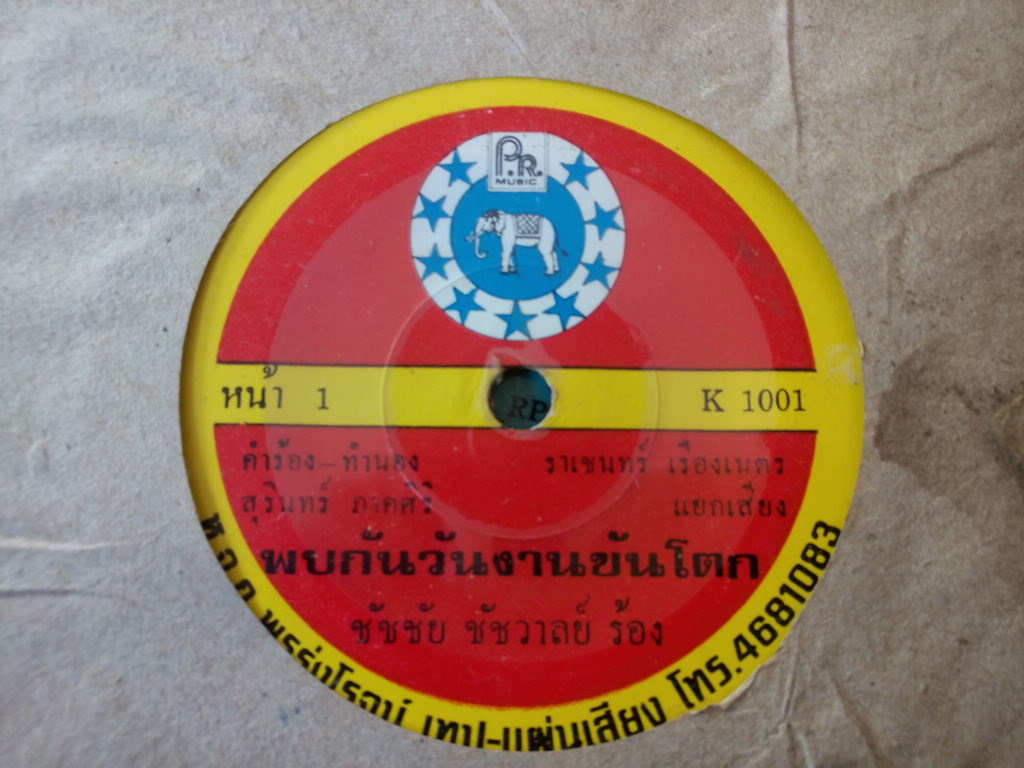 P.R.
MUSIC
หน้า 1
RP
K 1001
คำร้อง - ทำนอง ราเชนทร์ เรืองเนตร
สุรินทร์ ภาคศิริ แยกเสียง
พบกันวันงานขันโตก
ชัชชัย ชัชวาลย์ ร้อง
พรรุ่งโรจน์ เทป-แผ่นเสียง โทร.4681083